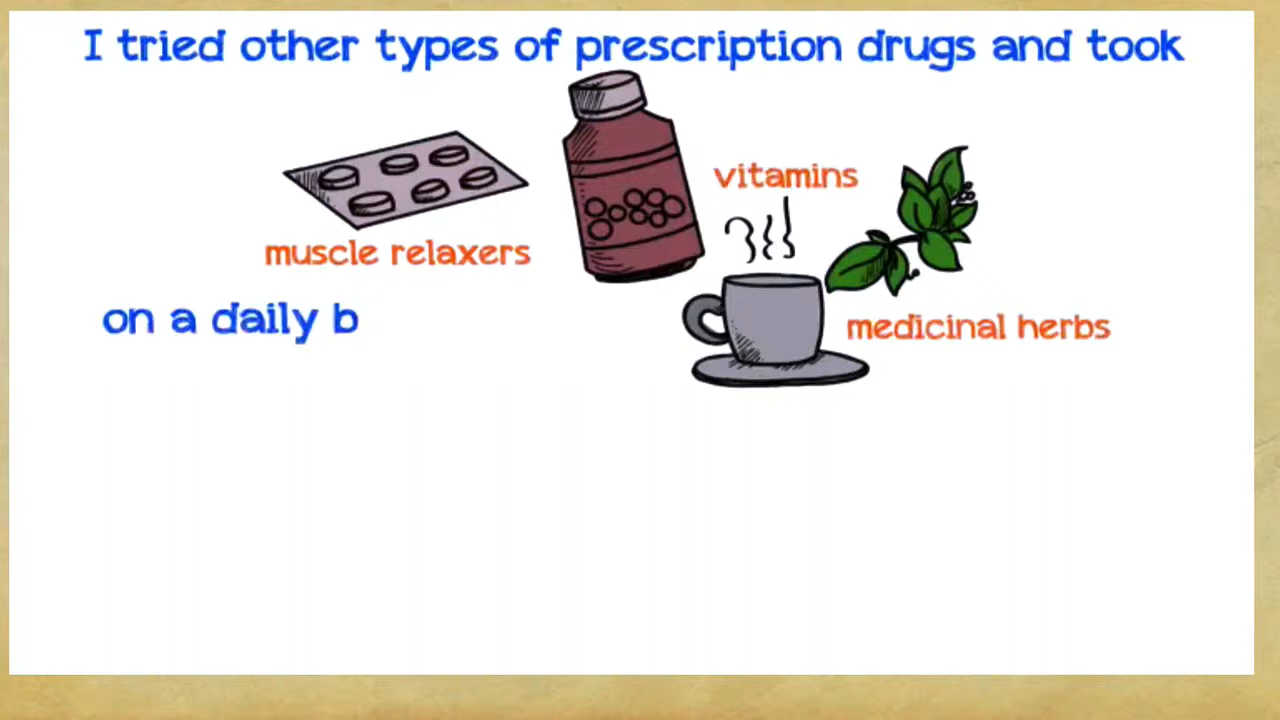 I tried other types of prescription drugs and took
vitamins
muscle relaxers
medicinal herbs
on a daily b